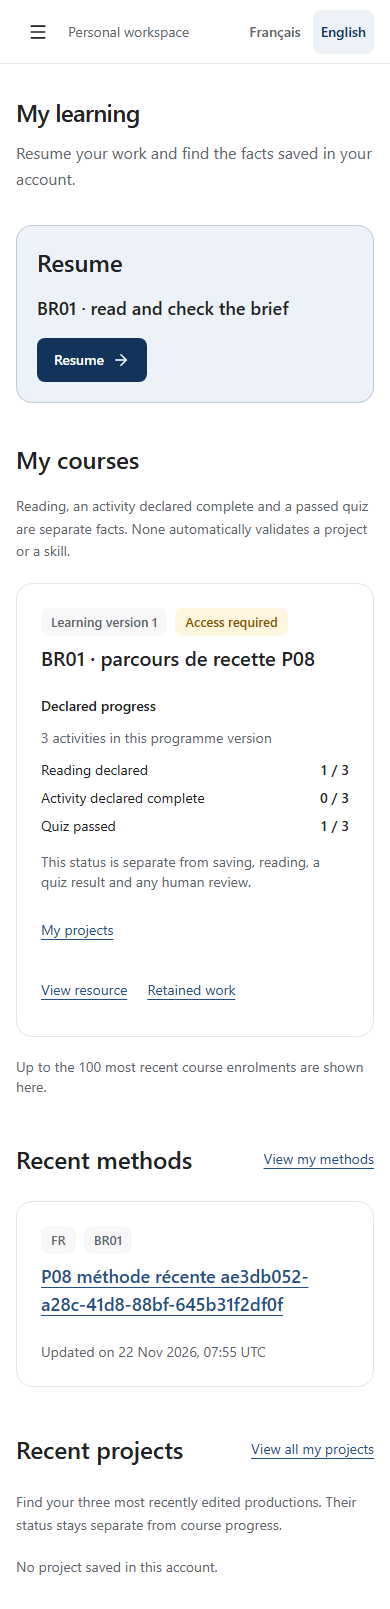 Personal workspace
Français
English
My learning
Resume your work and find the facts saved in your
account.
Resume
BR01 · read and check the brief
Resume
My courses
Reading, an activity declared complete and a passed quiz
are separate facts. None automatically validates a project
or a skill.
Learning version 1
Access required
BR01 · parcours de recette P08
Declared progress
3 activities in this programme version
Reading declared 1 / 3
Activity declared complete 0 / 3
Quiz passed 1 / 3
This status is separate from saving, reading, a
quiz result and any human review.
My projects
View resource
Retained work
Up to the 100 most recent course enrolments are shown
here.
Recent methods
View my methods
FR
BR01
P08 méthode récente ae3db052-
a28c-41d8-88bf-645b31f2df0f
Updated on 22 Nov 2026, 07:55 UTC
Recent projects
View all my projects
Find your three most recently edited productions. Their
status stays separate from course progress.
No project saved in this account.